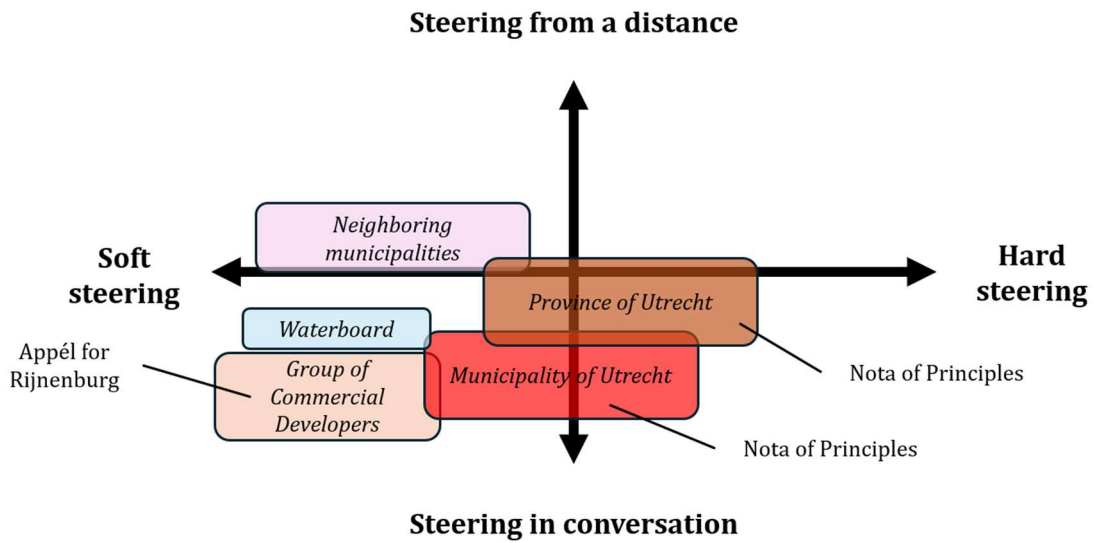 Steering from a distance
Neighboring
municipalities
Soft
steering
Hard
steering
Province of Utrecht
Waterboard
Appél for
Rijnenburg
Group of
Commercial
Developers
Municipality of Utrecht
Nota of Principles
Nota of Principles
Steering in conversation